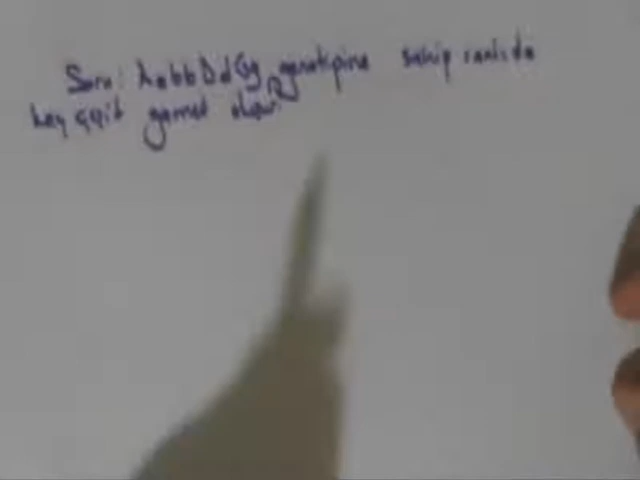 Soru: AabbDdGg genotipine sahip canlıda
kaç çeşit gamet oluşur